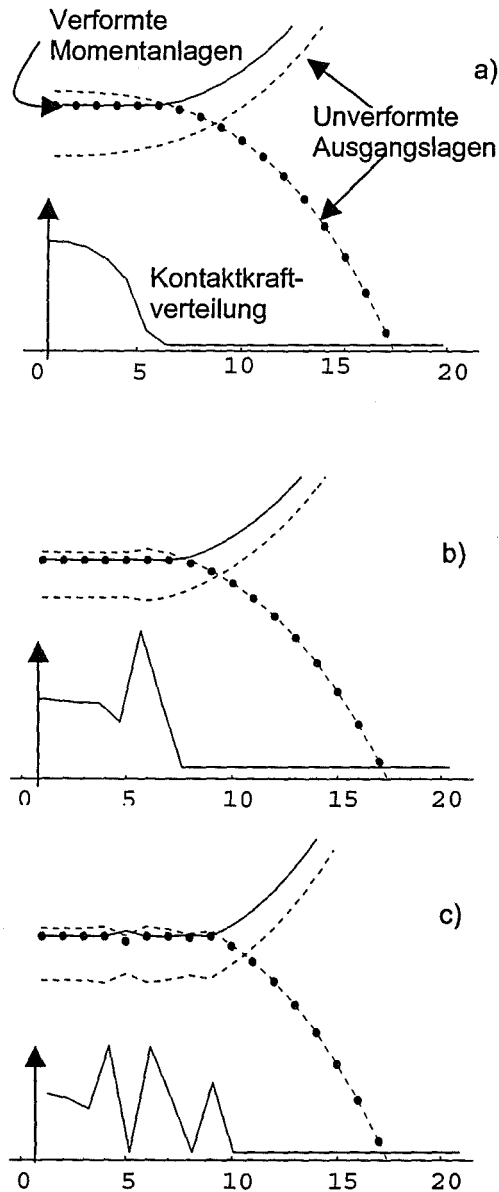 Verformte
Momentanlagen
a)
Unverformte
Ausgangslagen
Kontaktkraft-
verteilung
0 5 10 15 20
b)
0 5 10 15 20
c)
0 5 10 15 20